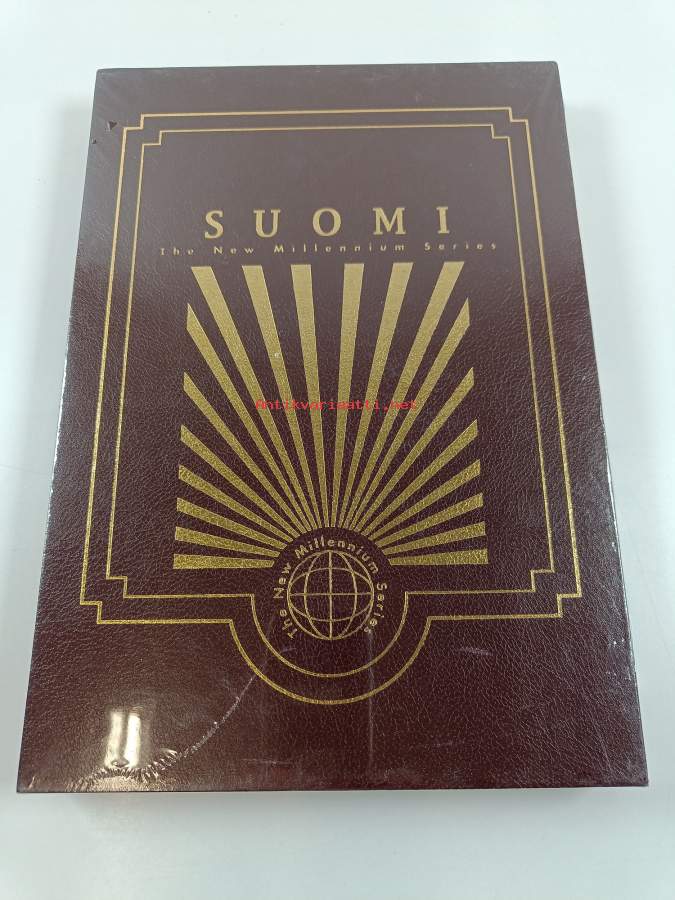 SUOMI
The New Millennium Series
Antikvariaatti.net
The New Millennium Series